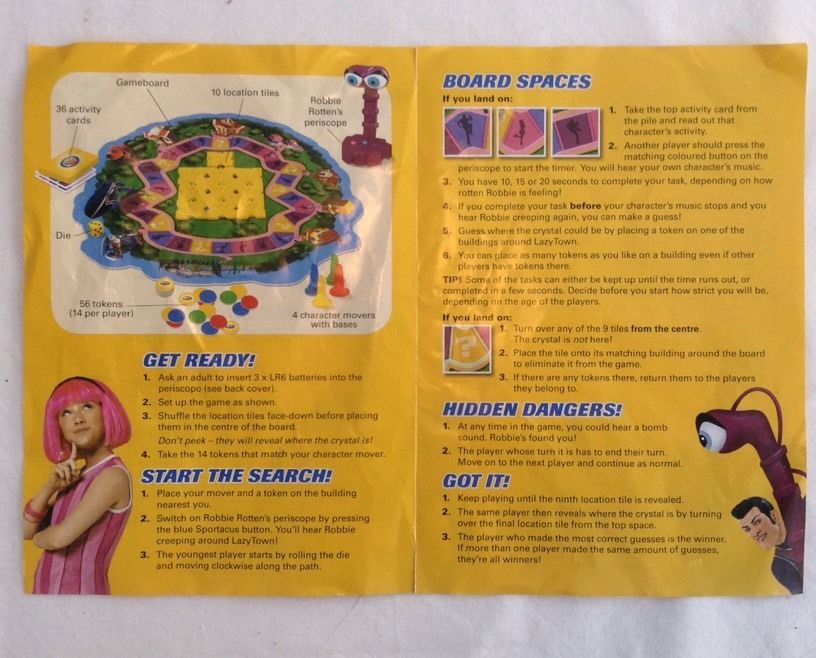 Gameboard
10 location tiles
36 activity
cards
Robbie
Rotten's
periscope
Die
56 tokens
(14 per player)
4 character movers
with bases
GET READY!
1. Ask an adult to insert 3 x LR6 batteries into the
periscope (see back cover).
2. Set up the game as shown.
3. Shuffle the location tiles face-down before placing
them in the centre of the board.
Don't peek – they will reveal where the crystal is!
4. Take the 14 tokens that match your character mover.
START THE SEARCH!
1. Place your mover and a token on the building
nearest you.
2. Switch on Robbie Rotten's periscope by pressing
the blue Sportacus button. You'll hear Robbie
creeping around LazyTown!
3. The youngest player starts by rolling the die
and moving clockwise along the path.
BOARD SPACES
If you land on:
1. Take the top activity card from
the pile and read out that
character's activity.
2. Another player should press the
matching coloured button on the
periscope to start the timer. You will hear your own character's music.
3. You have 10, 15 or 20 seconds to complete your task, depending on how
rotten Robbie is feeling!
4. If you complete your task before your character's music stops and you
hear Robbie creeping again, you can make a guess!
5. Guess where the crystal could be by placing a token on one of the
buildings around LazyTown.
6. You can place as many tokens as you like on a building even if other
players have tokens there.
TIP! Some of the tasks can either be kept up until the time runs out, or
completed in a few seconds. Decide before you start how strict you will be,
depending on the age of the players.
If you land on:
?
1. Turn over any of the 9 tiles from the centre.
The crystal is not here!
2. Place the tile onto its matching building around the board
to eliminate it from the game.
3. If there are any tokens there, return them to the players
they belong to.
HIDDEN DANGERS!
1. At any time in the game, you could hear a bomb
sound. Robbie's found you!
2. The player whose turn it is has to end their turn.
Move on to the next player and continue as normal.
GOT IT!
1. Keep playing until the ninth location tile is revealed.
2. The same player then reveals where the crystal is by turning
over the final location tile from the top space.
3. The player who made the most correct guesses is the winner.
If more than one player made the same amount of guesses,
they're all winners!